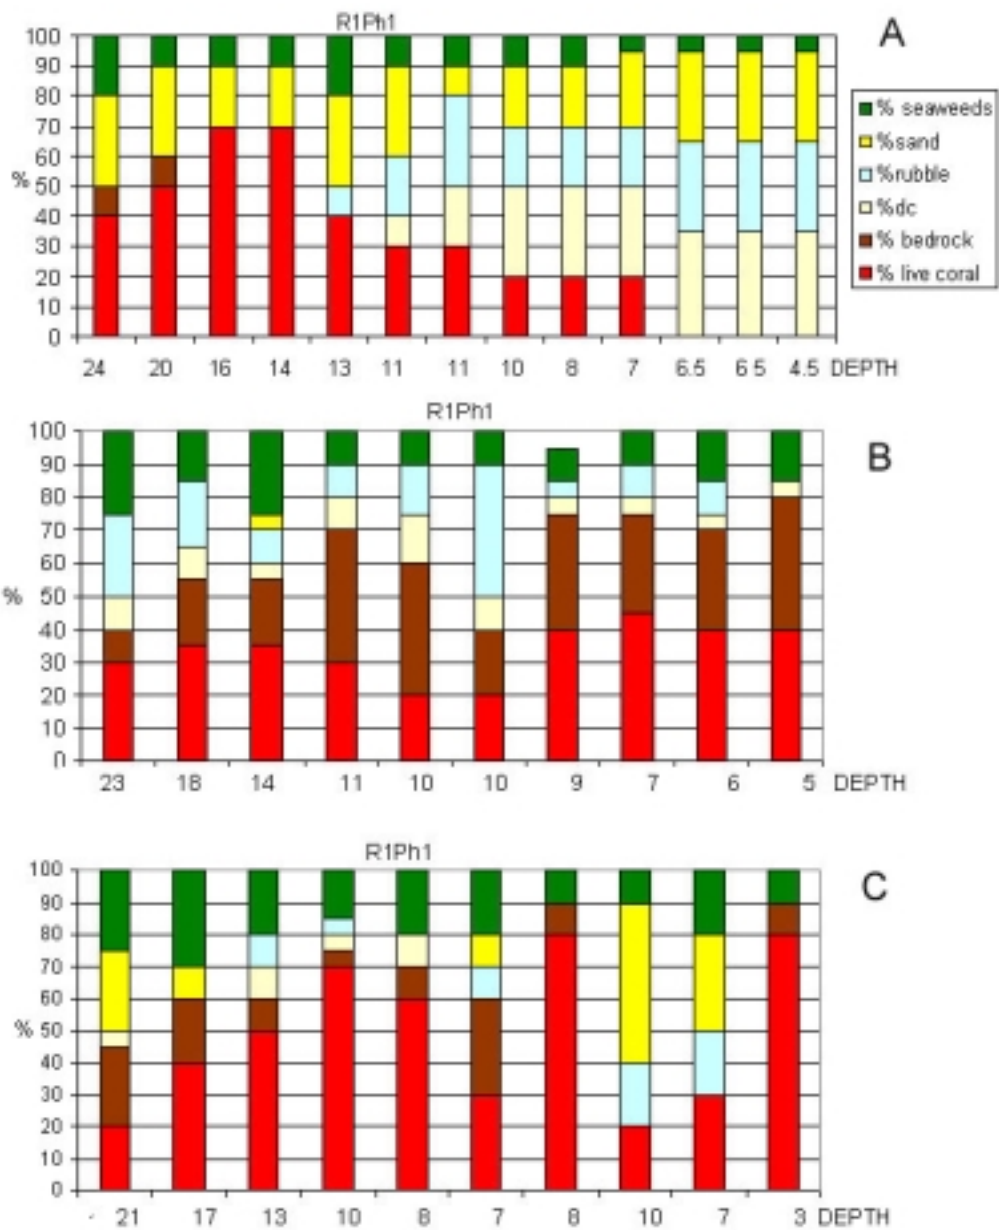 R1Ph1
A
100
90
80
70
60
50
40
30
20
10
0
%
24 20 16 14 13 11 11 10 8 7 6.5 6 5 4.5 DEPTH
% seaweeds
%sand
%rubble
%dc
% bedrock
% live coral
R1Ph1
B
100
90
80
70
60
50
40
30
20
10
0
%
23 18 14 11 10 10 9 7 6 5 DEPTH
R1Ph1
C
100
90
80
70
60
50
40
30
20
10
0
%
21 17 13 10 8 7 8 10 7 3 DEPTH